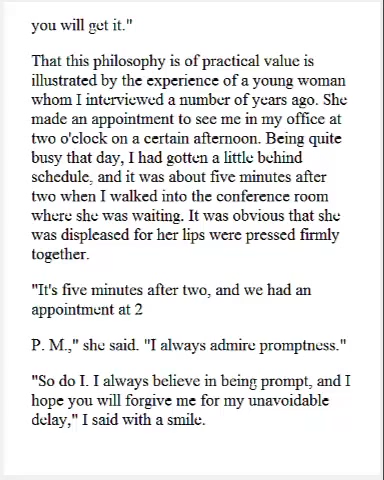 you will get it."
That this philosophy is of practical value is
illustrated by the experience of a young woman
whom I interviewed a number of years ago. She
made an appointment to see me in my office at
two o'clock on a certain afternoon. Being quite
busy that day, I had gotten a little behind
schedule, and it was about five minutes after
two when I walked into the conference room
where she was waiting. It was obvious that she
was displeased for her lips were pressed firmly
together.
"It's five minutes after two, and we had an
appointment at 2
P. M.," she said. "I always admire promptness."
"So do I. I always believe in being prompt, and I
hope you will forgive me for my unavoidable
delay," I said with a smile.